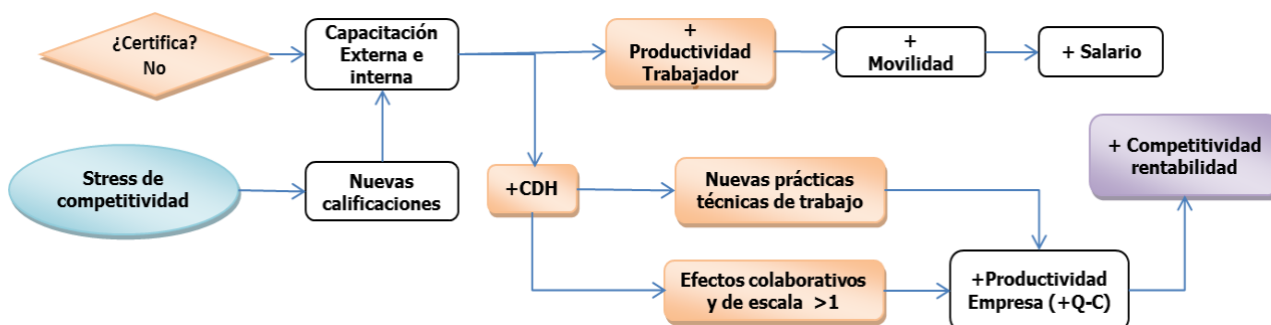 ¿Certifica?
No
Capacitación
Externa e
interna
+
Productividad
Trabajador
+
Movilidad
+ Salario
Stress de
competitividad
Nuevas
calificaciones
+CDH
Nuevas prácticas
técnicas de trabajo
+ Competitividad
rentabilidad
Efectos colaborativos
y de escala >1
+Productividad
Empresa (+Q-C)